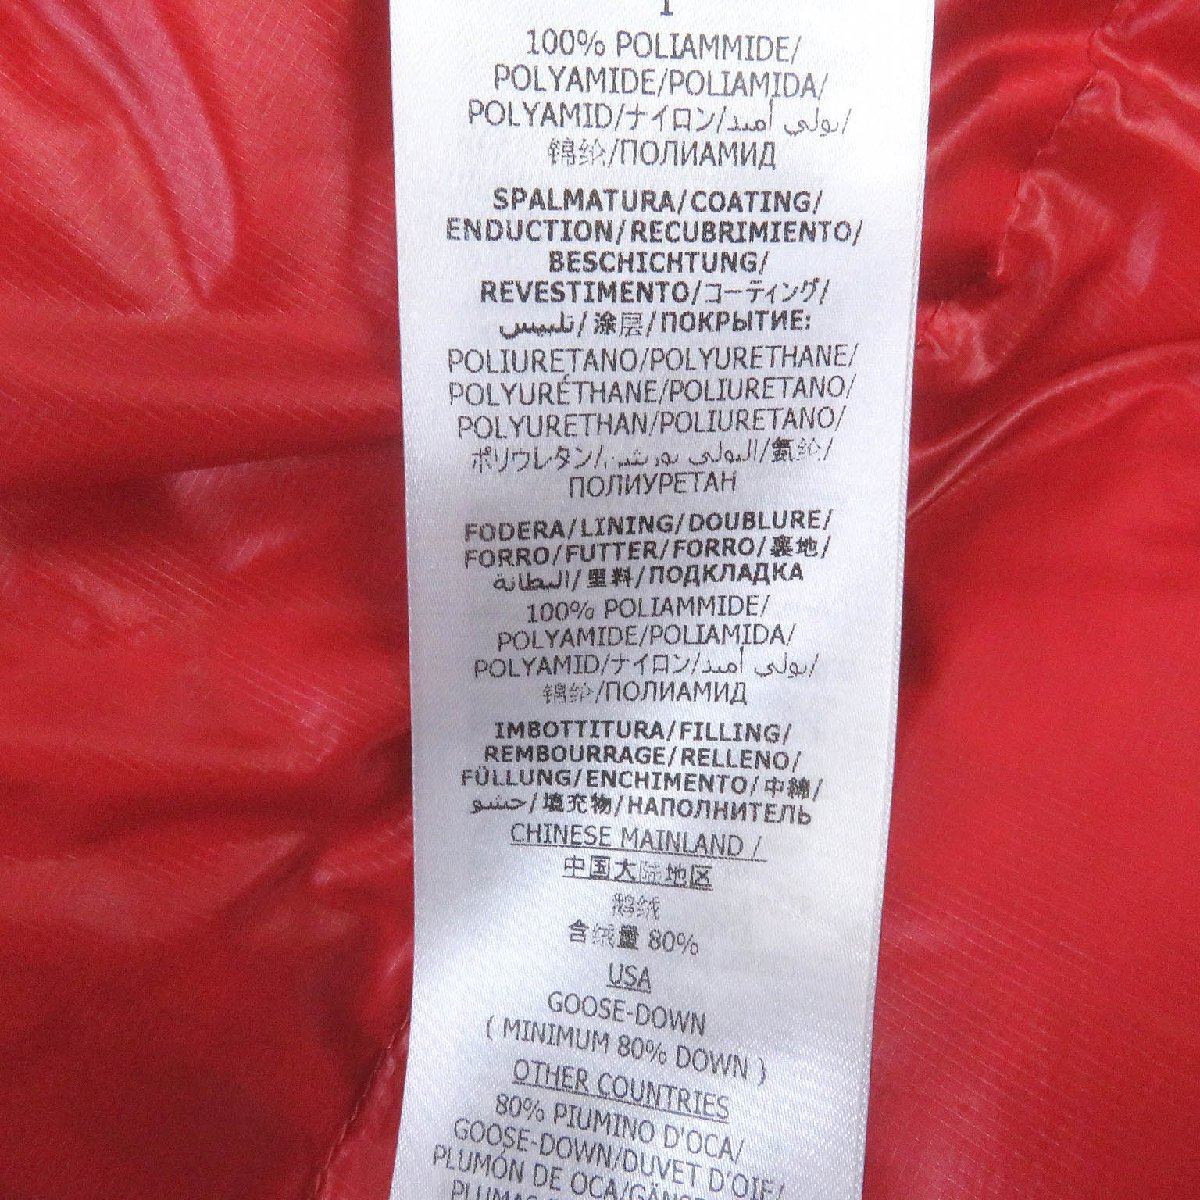 100% POLIAMMIDE/
POLYAMIDE/POLIAMIDA/
POLYAMID/ナイロン/بولي أميد/
锦纶/ПОЛИАМИД
SPALMATURA/COATING/
ENDUCTION/RECUBRIMIENTO/
BESCHICHTUNG/
REVESTIMENTO/コーティング/
تلبيس/涂层/ПОКРЫТИЕ:
POLIURETANO/POLYURETHANE/
POLYURÉTHANE/POLIURETANO/
POLYURETHAN/POLIURETANO/
ポリウレタン/البولي يورشين/氨纶/
ПОЛИУРЕТАН
FODERA/LINING/DOUBLURE/
FORRO/FUTTER/FORRO/裏地/
البطانة/里料/ПОДКЛАДКА
100% POLIAMMIDE/
POLYAMIDE/POLIAMIDA/
POLYAMID/ナイロン/بولي أميد/
锦纶/ПОЛИАМИД
IMBOTTITURA/FILLING/
REMBOURRAGE/RELLENO/
FÜLLUNG/ENCHIMENTO/中綿/
حشو/填充物/НАПОЛНИТЕЛЬ
CHINESE MAINLAND /
中国大陆地区
鹅绒
含绒量 80%
USA
GOOSE-DOWN
( MINIMUM 80% DOWN )
OTHER COUNTRIES
80% PIUMINO D'OCA/
GOOSE-DOWN/DUVET D'OIE/
PLUMÓN DE OCA/